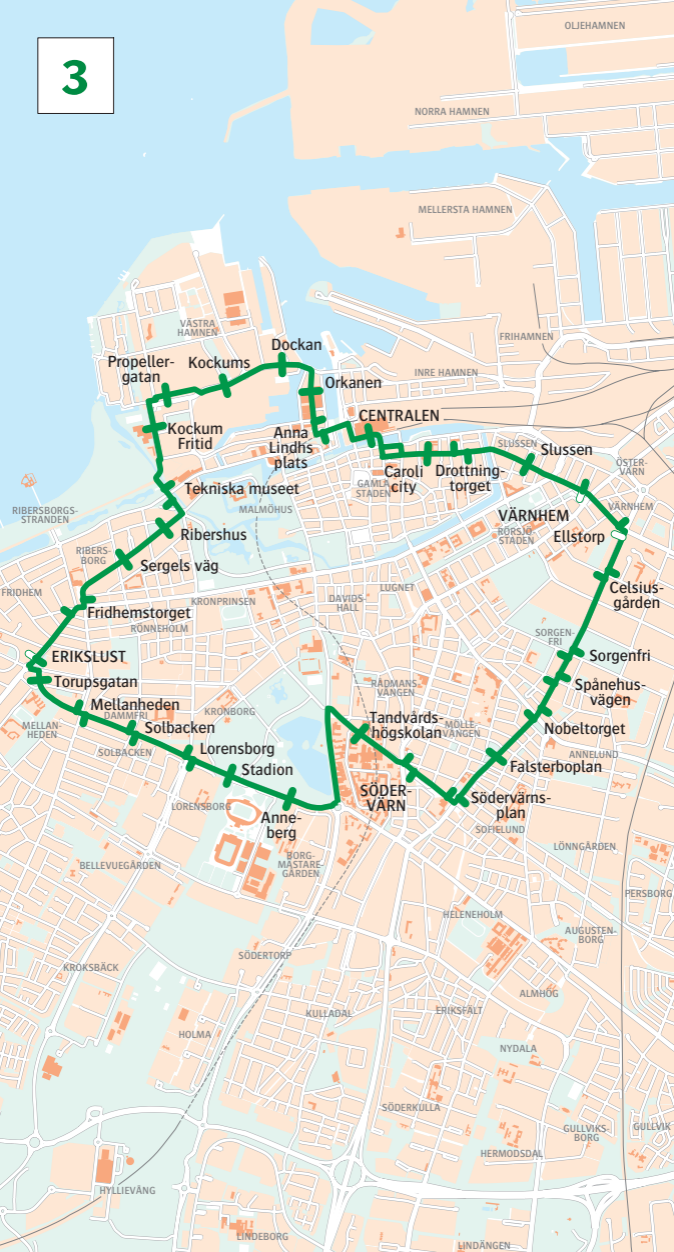 OLJEHAMNEN
3
NORRA HAMNEN
MELLERSTA HAMNEN
VÄSTRA
HAMNEN
FRIHAMNEN
Dockan
Propeller-
gatan
Kockums
INRE HAMNEN
Orkanen
CENTRALEN
Kockum
Fritid
Anna
Lindhs
plats
SLUSSEN
Slussen
Caroli
city
Drottning-
torget
ÖSTER-
VÄRN
Tekniska museet
GAMLA
STADEN
RIBERSBORGS-
STRANDEN
MALMÖHUS
VÄRNHEM
VÄRNHEM
Ribershus
RÖRSJÖ-
STADEN
Ellstorp
RIBERS-
BORG
Sergels väg
FRIDHEM
LUGNET
Celsius-
gården
KRONPRINSEN
DAVIDS-
HALL
Fridhemstorget
RÖNNEHOLM
SORGEN-
FRI
ERIKSLUST
Sorgenfri
Torupsgatan
RÅDMANS-
VÄNGEN
Spånehus-
vägen
Mellanheden
DAMMFRI
KRONBORG
Tandvårds-
högskolan
MÖLLE-
VÅNGEN
MELLAN-
HEDEN
Solbacken
Nobeltorget
SOLBACKEN
Lorensborg
ANNELUND
Stadion
Falsterboplan
SÖDER-
VÄRN
Södervärns-
plan
LORENSBORG
Anne-
berg
SOFIELUND
BORG-
MÄSTARE-
GÅRDEN
LÖNNGÅRDEN
BELLEVUEGÅRDEN
PERSBORG
HELENEHOLM
AUGUSTEN-
BORG
SÖDERTORP
KROKSBÄCK
ALMHÖG
KULLADAL
ERIKSFÄLT
HOLMA
NYDALA
SÖDERKULLA
GULLVIKS-
BORG
GULLVIK
HERMODSDAL
HYLLIEVÅNG
LINDEBORG
LINDÄNGEN